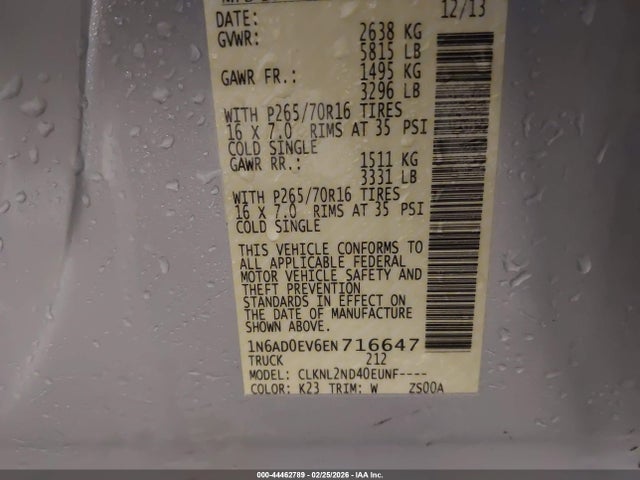 DATE: 12/13
GVWR: 2638 KG
5815 LB
GAWR FR.: 1495 KG
3296 LB
WITH P265/70R16 TIRES
16 X 7.0 RIMS AT 35 PSI
COLD SINGLE
GAWR RR.: 1511 KG
3331 LB
WITH P265/70R16 TIRES
16 X 7.0 RIMS AT 35 PSI
COLD SINGLE
THIS VEHICLE CONFORMS TO
ALL APPLICABLE FEDERAL
MOTOR VEHICLE SAFETY AND
THEFT PREVENTION
STANDARDS IN EFFECT ON
THE DATE OF MANUFACTURE
SHOWN ABOVE.
1N6AD0EV6EN716647
TRUCK 212
MODEL: CLKNL2ND40EUNF----
COLOR: K23 TRIM: W ZS00A
000-44462789 - 02/25/2026 - IAA Inc.